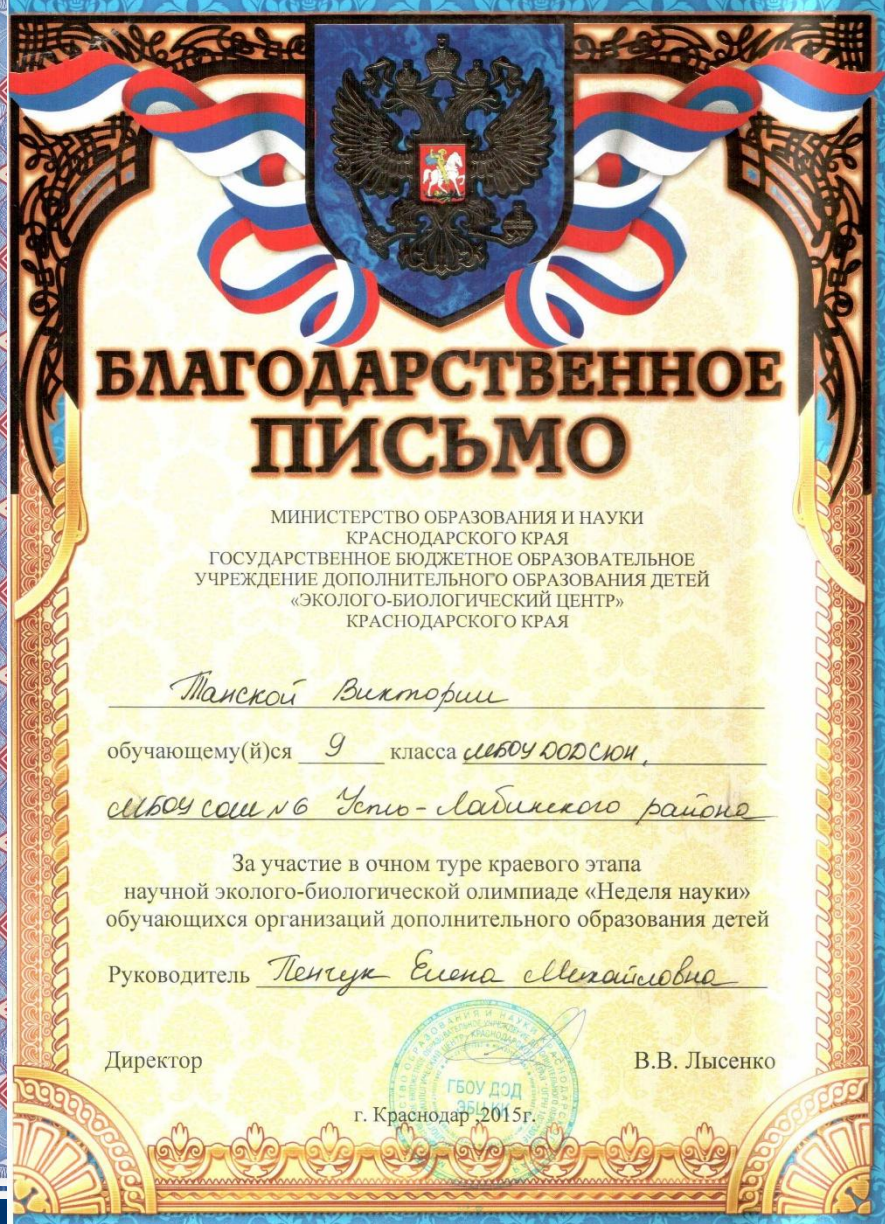 БЛАГОДАРСТВЕННОЕ
ПИСЬМО
МИНИСТЕРСТВО ОБРАЗОВАНИЯ И НАУКИ
КРАСНОДАРСКОГО КРАЯ
ГОСУДАРСТВЕННОЕ БЮДЖЕТНОЕ ОБРАЗОВАТЕЛЬНОЕ
УЧРЕЖДЕНИЕ ДОПОЛНИТЕЛЬНОГО ОБРАЗОВАНИЯ ДЕТЕЙ
«ЭКОЛОГО-БИОЛОГИЧЕСКИЙ ЦЕНТР»
КРАСНОДАРСКОГО КРАЯ
Танской Виктории
обучающему(й)ся 9 класса МБОУ ДОД СЮН,
МБОУ СОШ №6 Усть-Лабинского района
За участие в очном туре краевого этапа
научной эколого-биологической олимпиаде «Неделя науки»
обучающихся организаций дополнительного образования детей
Руководитель Пенчук Елена Михайловна
Директор В.В. Лысенко
ГБОУ ДОД
ЭБЦ КК
г. Краснодар ,2015г.